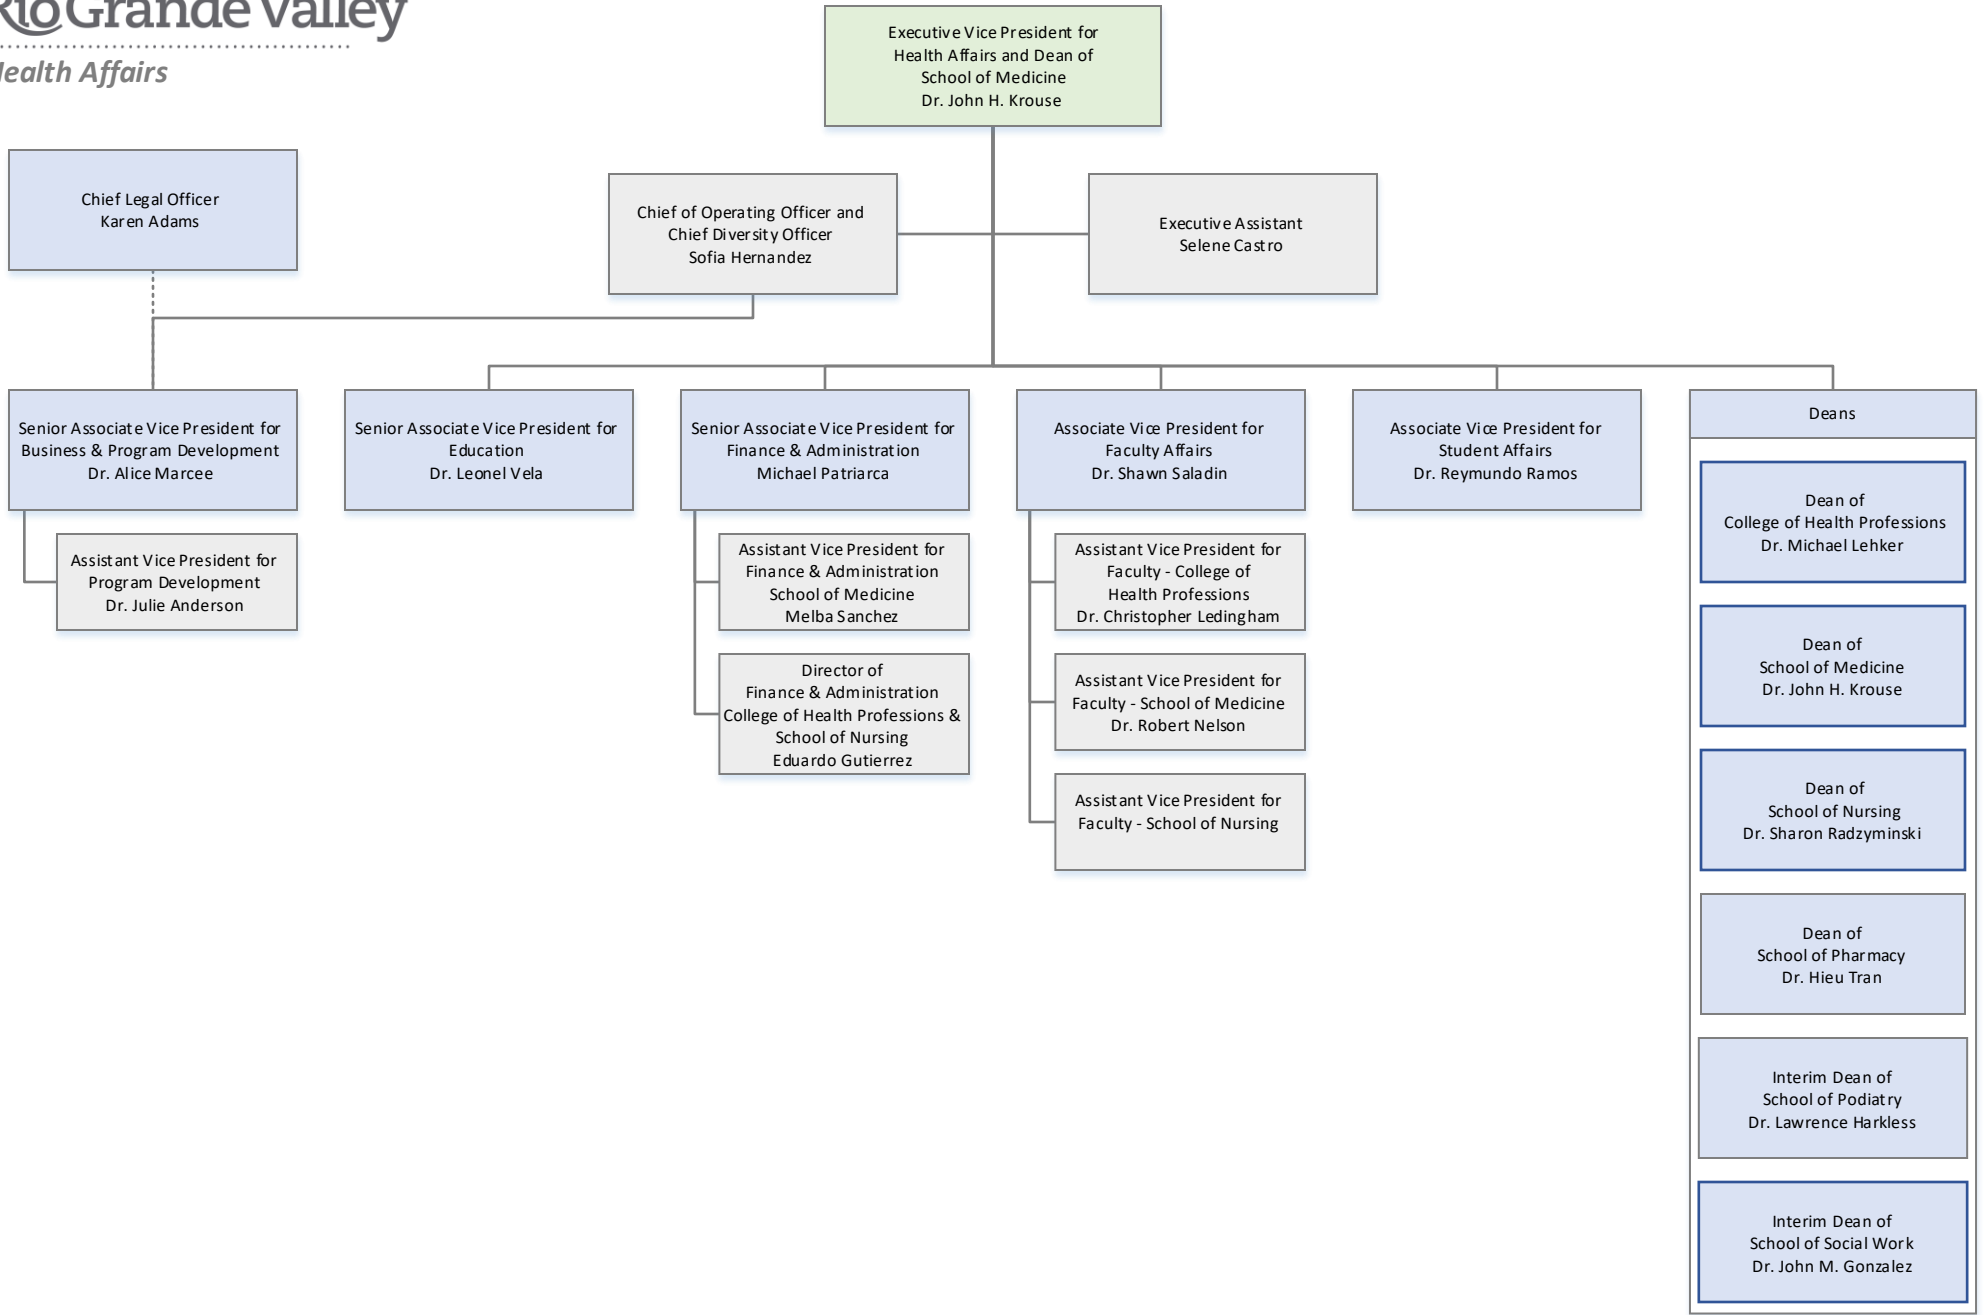 Rio Grande Valley
Health Affairs
Executive Vice President for
Health Affairs and Dean of
School of Medicine
Dr. John H. Krouse
Chief Legal Officer
Karen Adams
Chief of Operating Officer and
Chief Diversity Officer
Sofia Hernandez
Executive Assistant
Selene Castro
Senior Associate Vice President for
Business & Program Development
Dr. Alice Marcee
Senior Associate Vice President for
Education
Dr. Leonel Vela
Senior Associate Vice President for
Finance & Administration
Michael Patriarca
Associate Vice President for
Faculty Affairs
Dr. Shawn Saladin
Associate Vice President for
Student Affairs
Dr. Reymundo Ramos
Deans
Assistant Vice President for
Program Development
Dr. Julie Anderson
Assistant Vice President for
Finance & Administration
School of Medicine
Melba Sanchez
Director of
Finance & Administration
College of Health Professions &
School of Nursing
Eduardo Gutierrez
Assistant Vice President for
Faculty - College of
Health Professions
Dr. Christopher Ledingham
Assistant Vice President for
Faculty - School of Medicine
Dr. Robert Nelson
Assistant Vice President for
Faculty - School of Nursing
Dean of
College of Health Professions
Dr. Michael Lehker
Dean of
School of Medicine
Dr. John H. Krouse
Dean of
School of Nursing
Dr. Sharon Radzyminski
Dean of
School of Pharmacy
Dr. Hieu Tran
Interim Dean of
School of Podiatry
Dr. Lawrence Harkless
Interim Dean of
School of Social Work
Dr. John M. Gonzalez